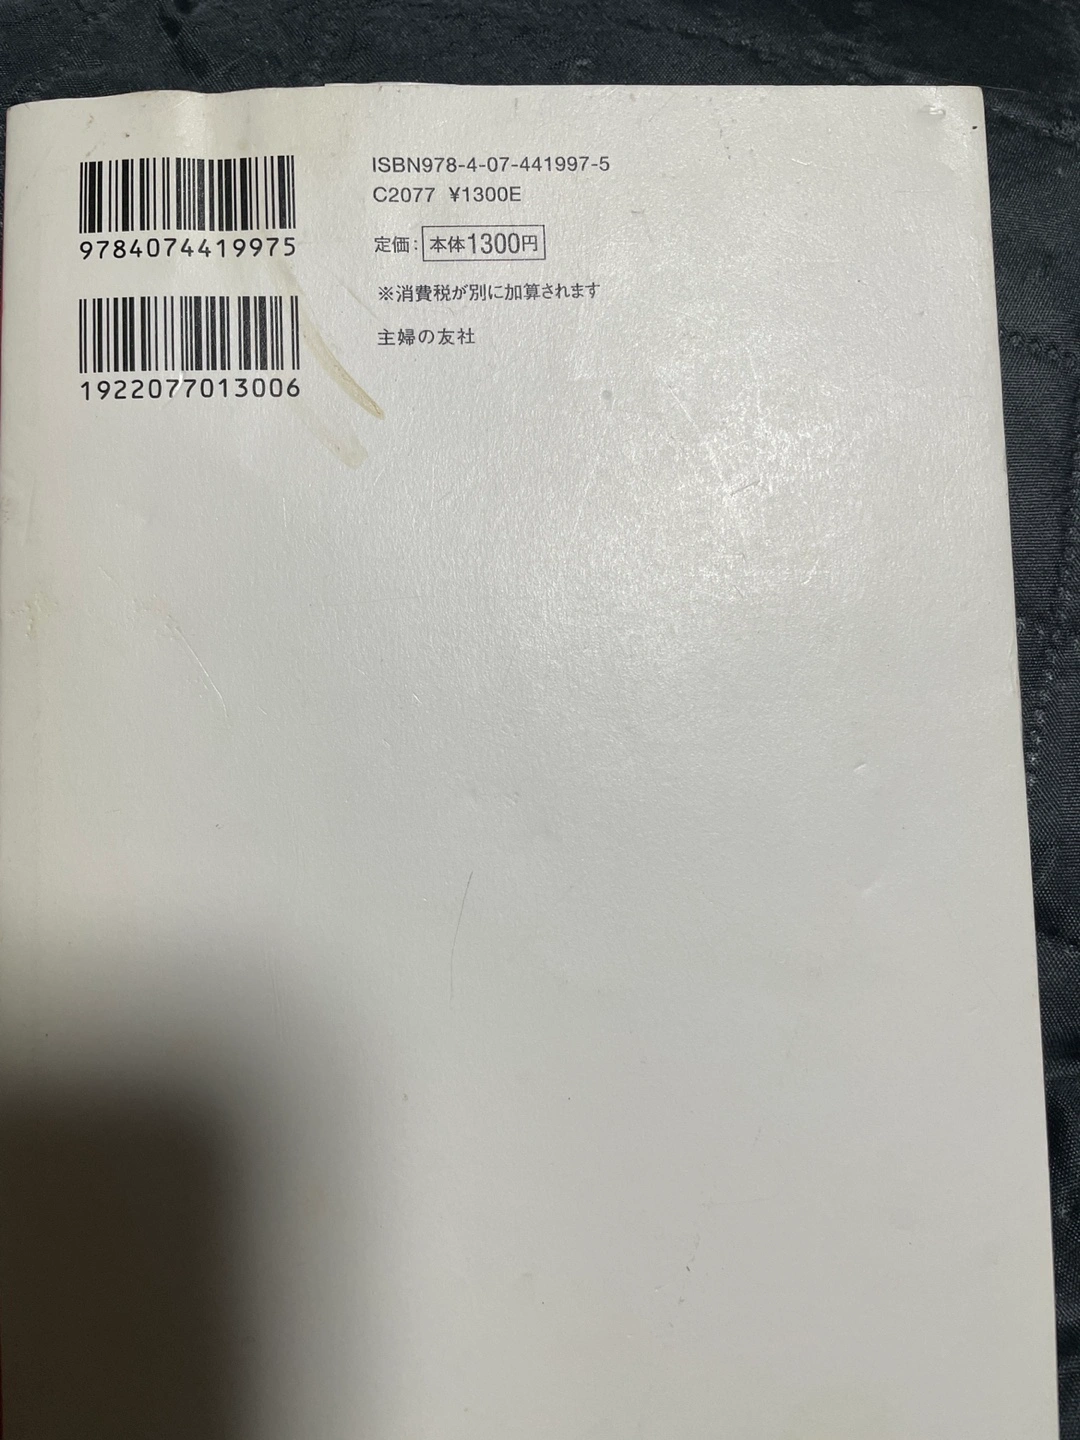 ISBN978-4-07-441997-5
C2077 ¥1300E
9784074419975
定価：本体1300円
※消費税が別に加算されます
主婦の友社
1922077013006